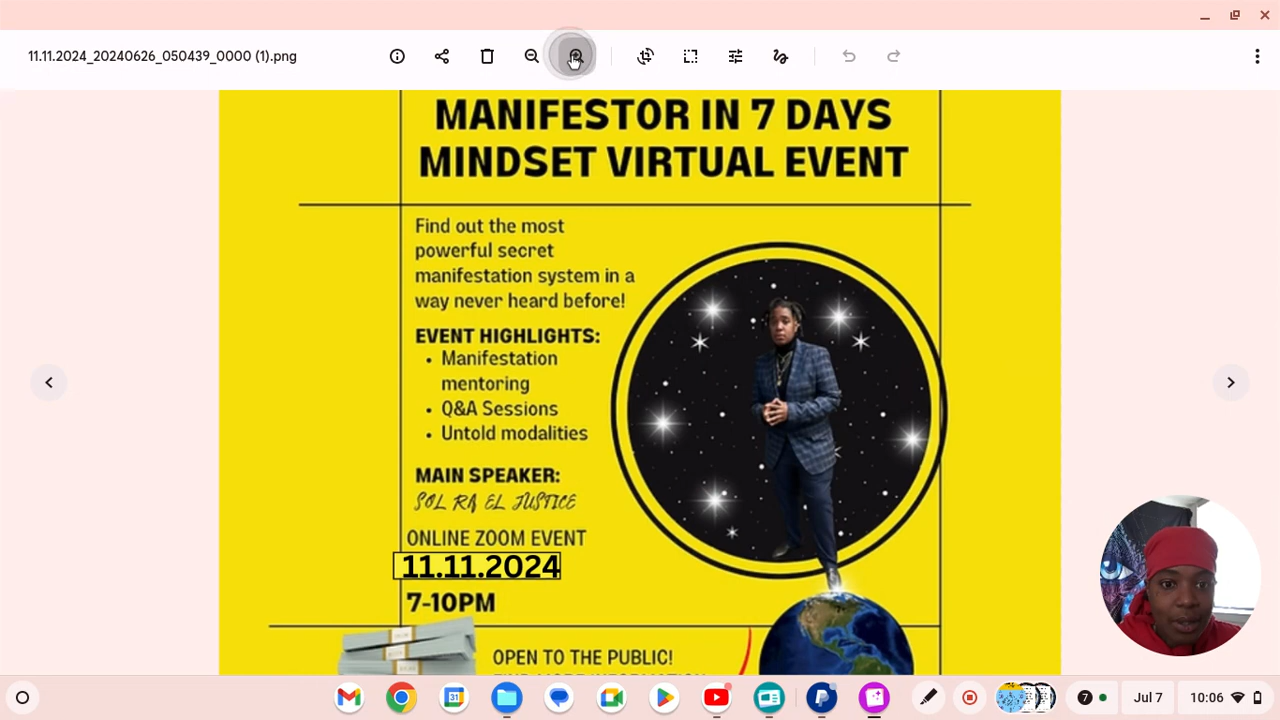 11.11.2024_20240626_050439_0000 (1).png
MANIFESTOR IN 7 DAYS
MINDSET VIRTUAL EVENT
Find out the most
powerful secret
manifestation system in a
way never heard before!
EVENT HIGHLIGHTS:
• Manifestation
mentoring
• Q&A Sessions
• Untold modalities
MAIN SPEAKER:
SOL RA EL JUSTICE
ONLINE ZOOM EVENT
11.11.2024
7-10PM
OPEN TO THE PUBLIC!
31
7
Jul 7
10:06